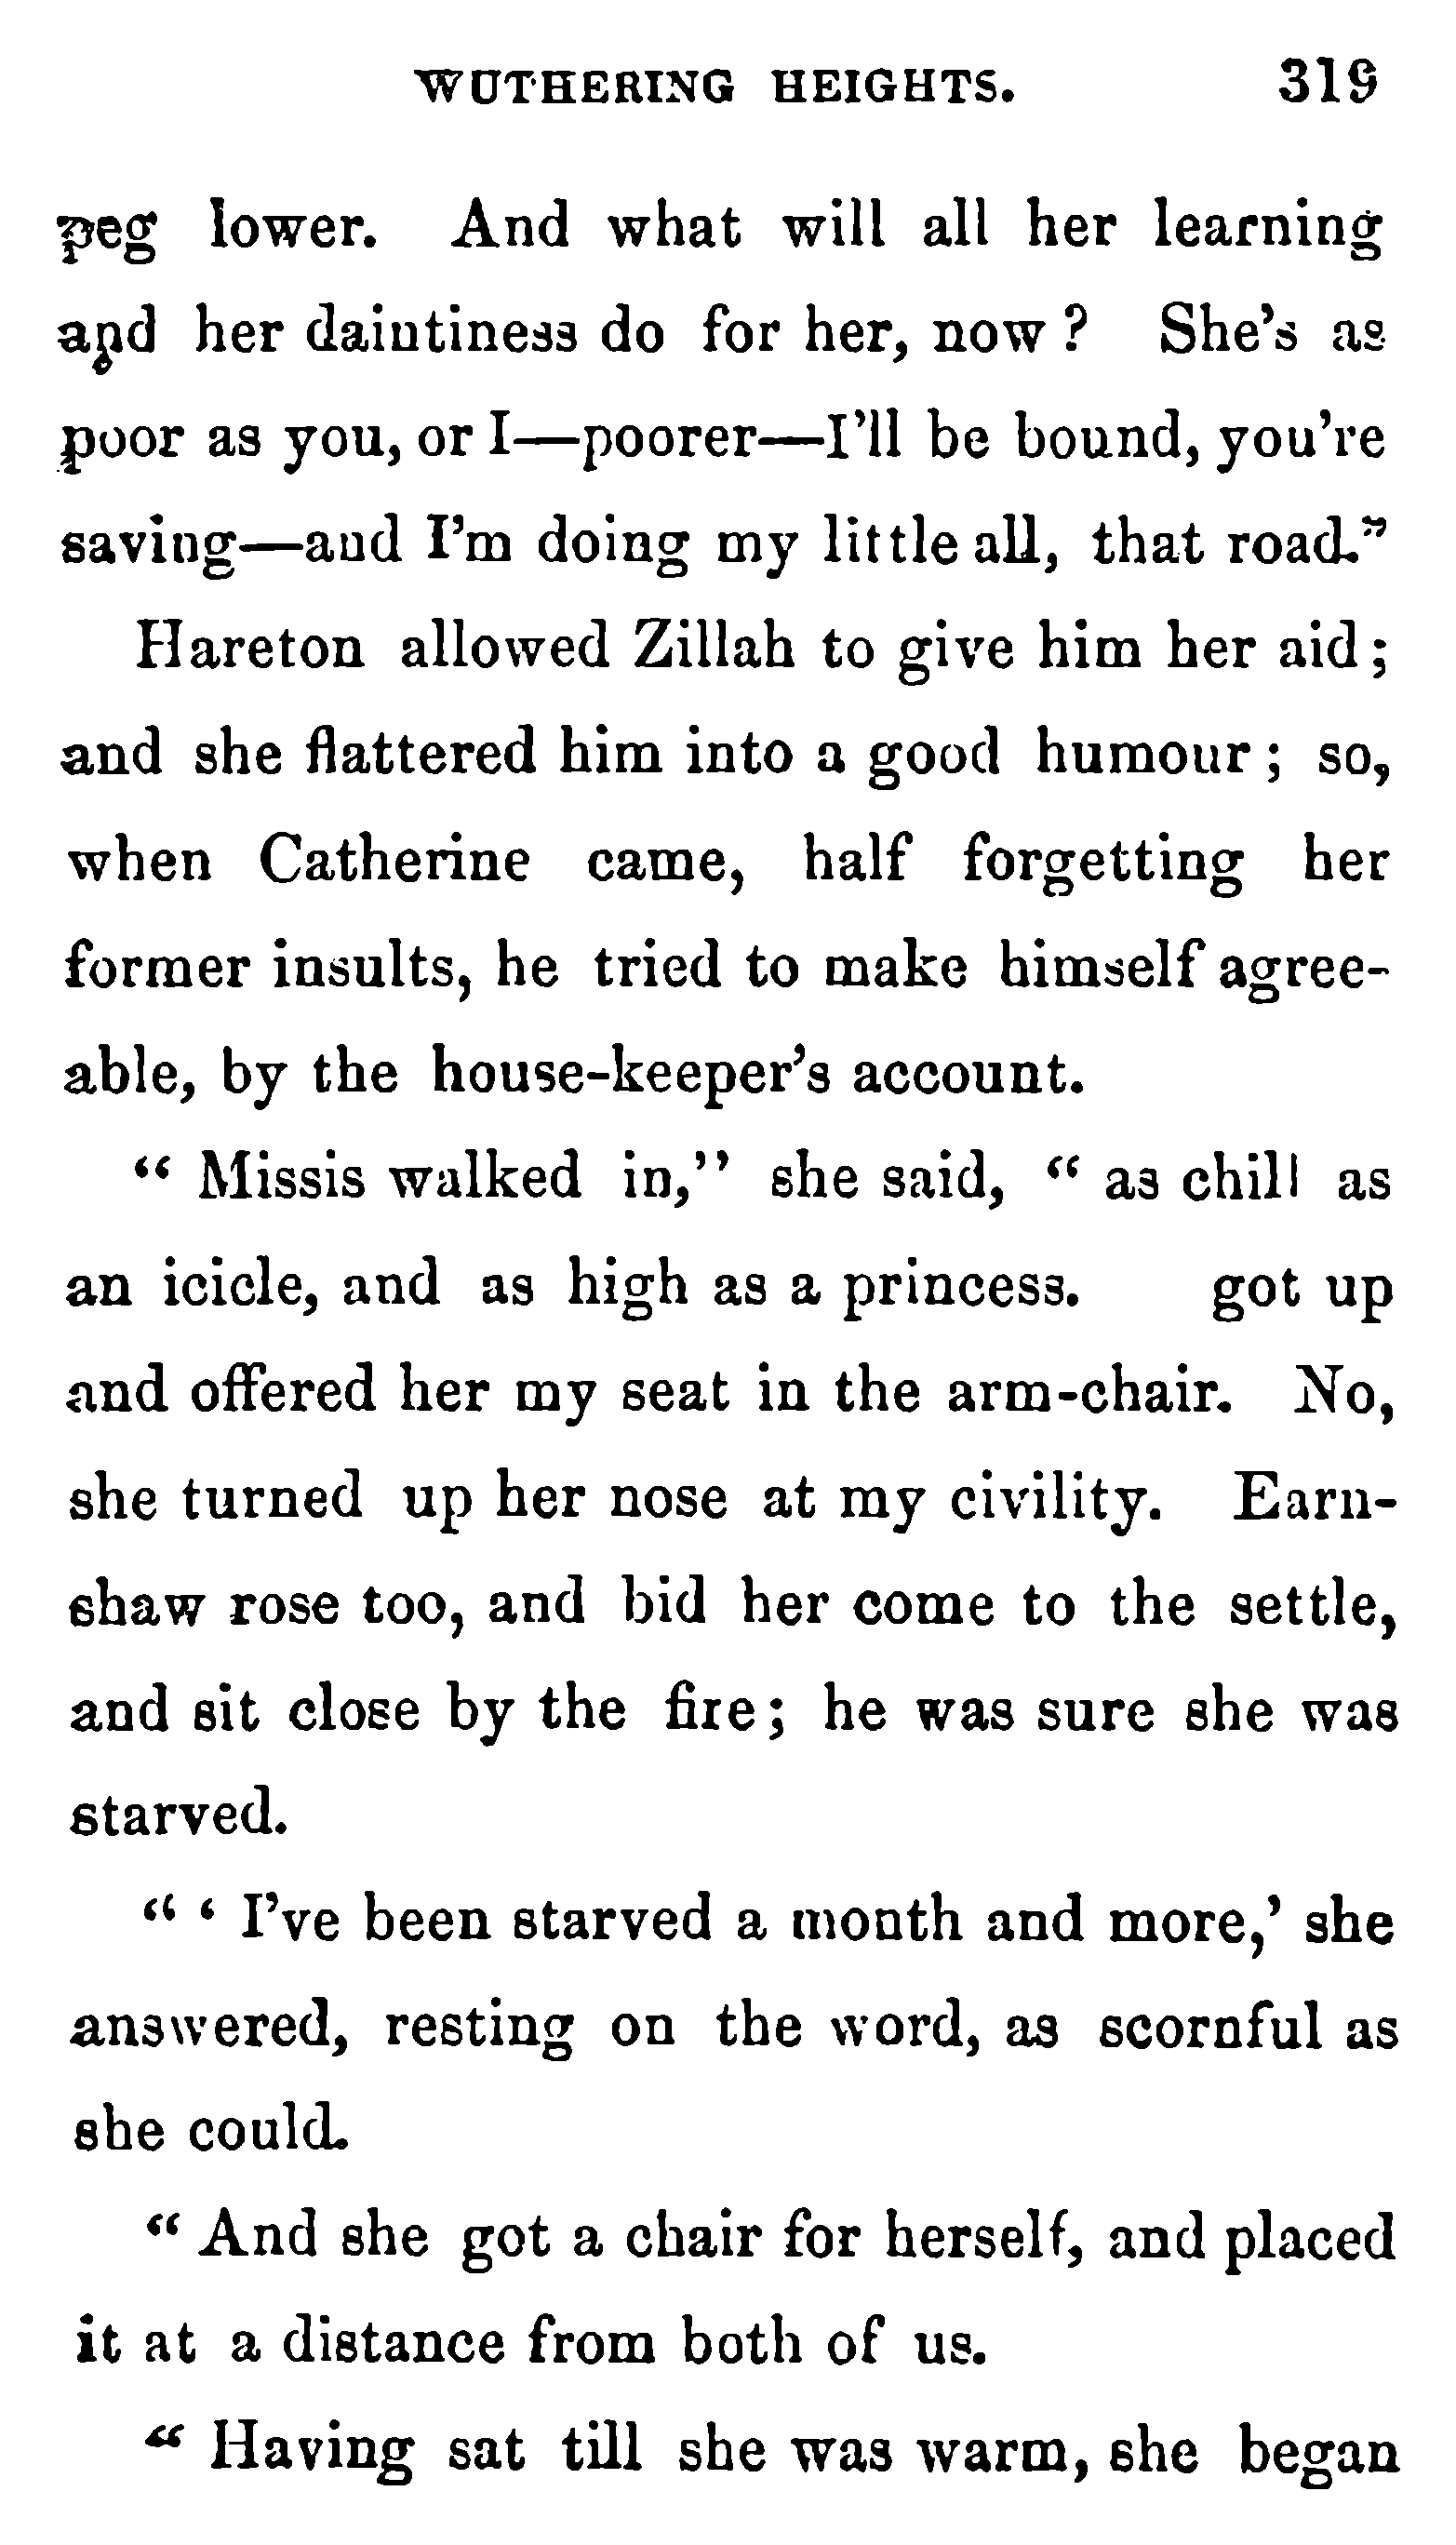 WUTHERING HEIGHTS. 319
peg lower. And what will all her learning
and her daintiness do for her, now? She's as
poor as you, or I—poorer—I'll be bound, you're
saving—and I'm doing my little all, that road."
Hareton allowed Zillah to give him her aid;
and she flattered him into a good humour; so,
when Catherine came, half forgetting her
former insults, he tried to make himself agree-
able, by the house-keeper's account.
"Missis walked in," she said, "as chill as
an icicle, and as high as a princess. got up
and offered her my seat in the arm-chair. No,
she turned up her nose at my civility. Earn-
shaw rose too, and bid her come to the settle,
and sit close by the fire; he was sure she was
starved.
"'I've been starved a month and more,' she
answered, resting on the word, as scornful as
she could.
"And she got a chair for herself, and placed
it at a distance from both of us.
"Having sat till she was warm, she began